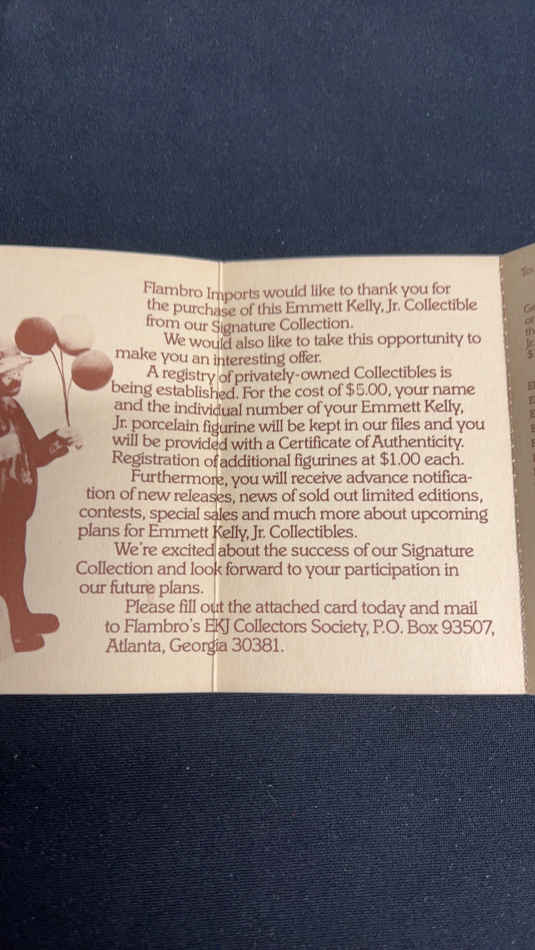 Flambro Imports would like to thank you for
the purchase of this Emmett Kelly, Jr. Collectible
from our Signature Collection.
We would also like to take this opportunity to
make you an interesting offer.
A registry of privately-owned Collectibles is
being established. For the cost of $5.00, your name
and the individual number of your Emmett Kelly,
Jr. porcelain figurine will be kept in our files and you
will be provided with a Certificate of Authenticity.
Registration of additional figurines at $1.00 each.
Furthermore, you will receive advance notifica-
tion of new releases, news of sold out limited editions,
contests, special sales and much more about upcoming
plans for Emmett Kelly, Jr. Collectibles.
We're excited about the success of our Signature
Collection and look forward to your participation in
our future plans.
Please fill out the attached card today and mail
to Flambro's EKJ Collectors Society, P.O. Box 93507,
Atlanta, Georgia 30381.